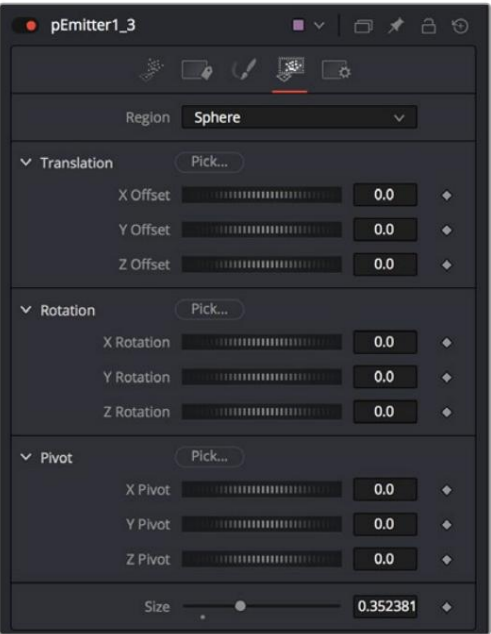 pEmitter1_3
Region Sphere
Translation Pick...
X Offset 0.0
Y Offset 0.0
Z Offset 0.0
Rotation Pick...
X Rotation 0.0
Y Rotation 0.0
Z Rotation 0.0
Pivot Pick...
X Pivot 0.0
Y Pivot 0.0
Z Pivot 0.0
Size 0.352381